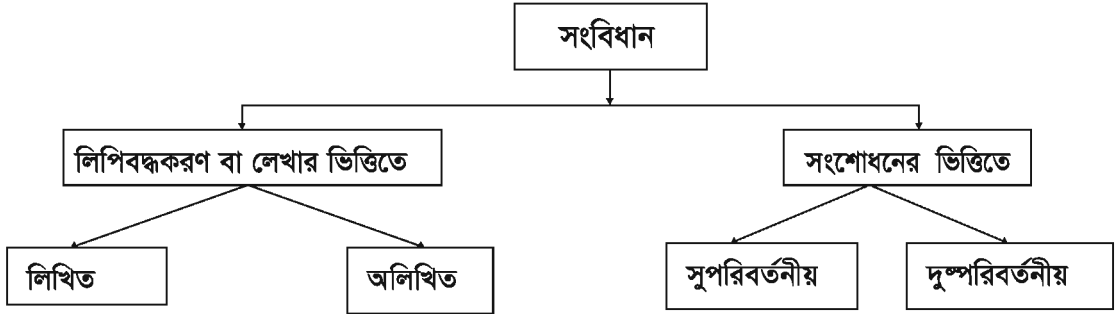 সংবিধান
লিপিবদ্ধকরণ বা লেখার ভিত্তিতে
সংশোধনের ভিত্তিতে
লিখিত
অলিখিত
সুপরিবর্তনীয়
দুষ্পরিবর্তনীয়